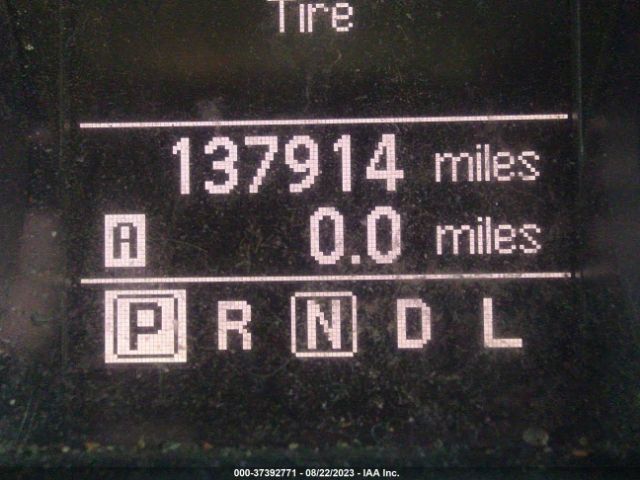 Tire
137914 miles
A 0.0 miles
P R N D L
000-37392771 - 08/22/2023 - IAA Inc.